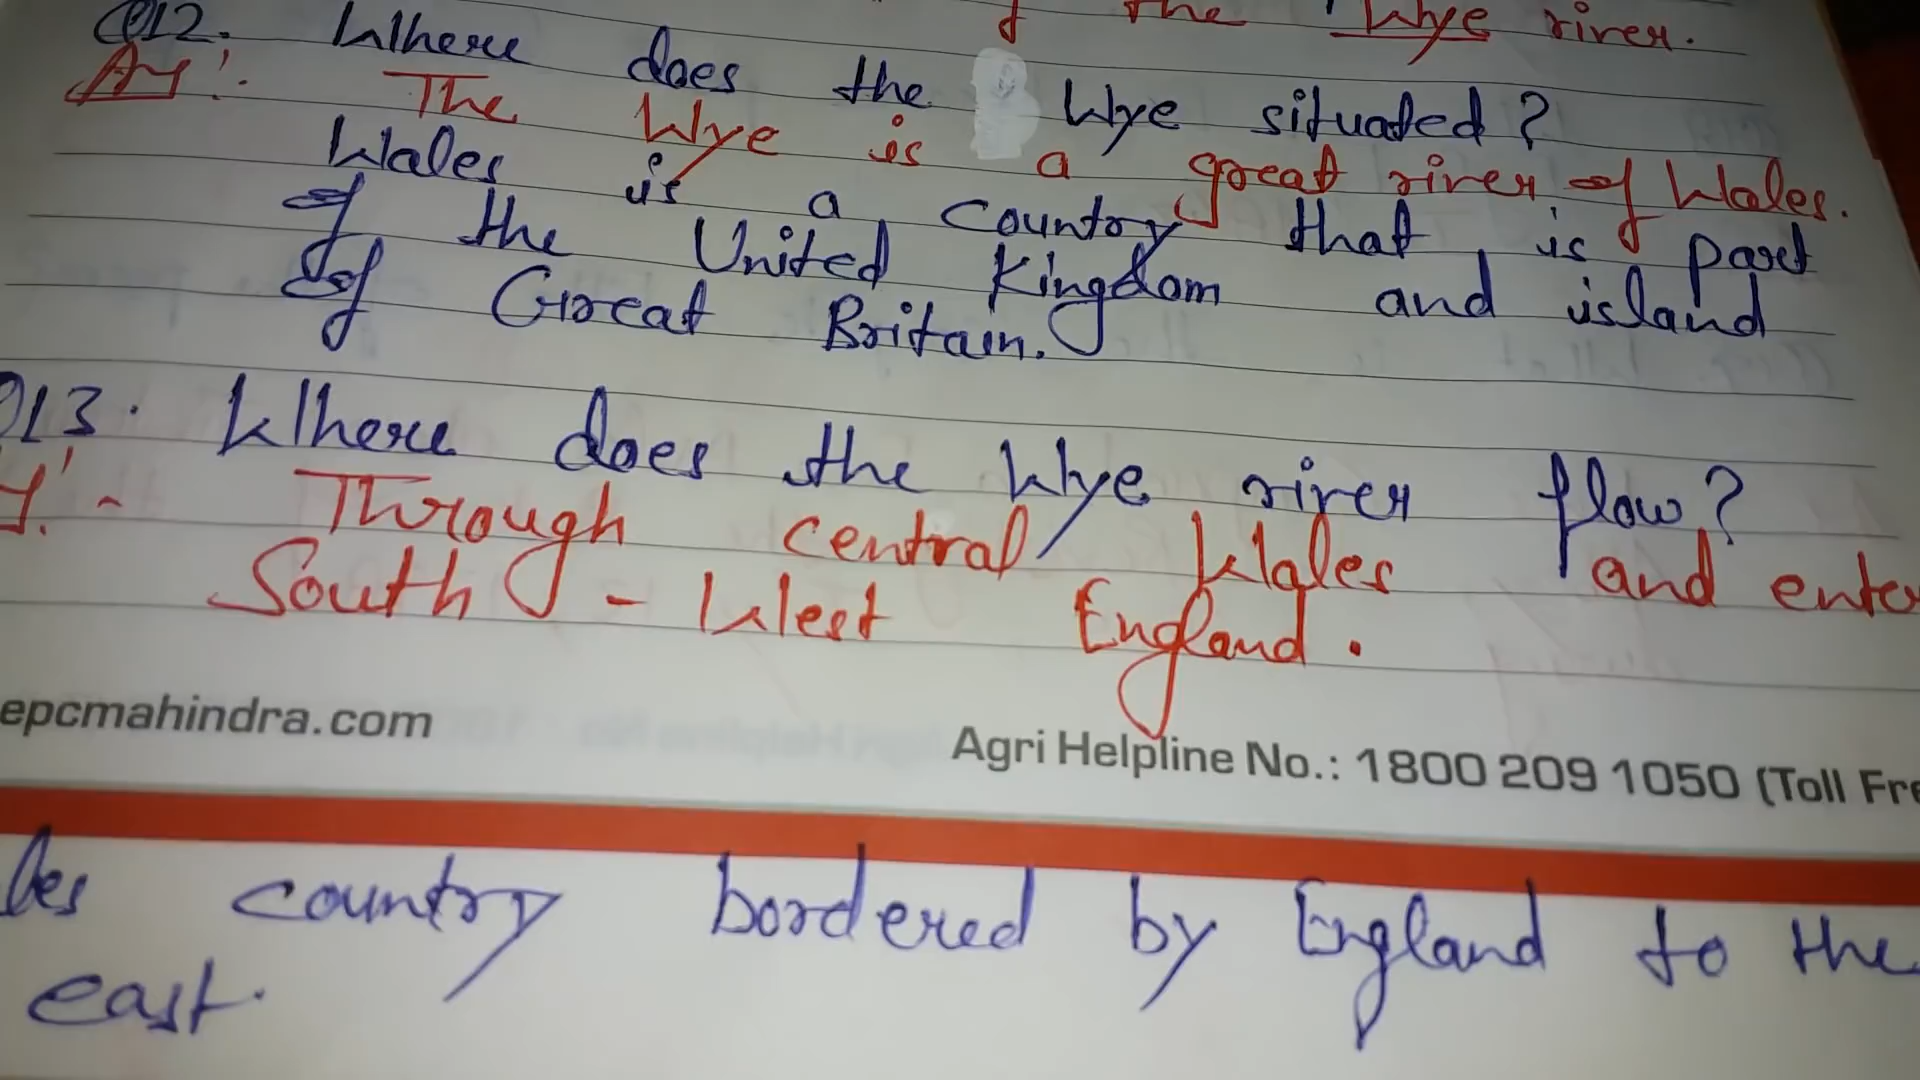 the Wye river.
Q12. Where does the Wye situated?
The Wye is a great river of Wales.
Wales is a country that is part
of the United Kingdom and island
of Great Britain.
Q13. Where does the Wye river flow?
Through central Wales and enter
South-West England.
epcmahindra.com
Agri Helpline No.: 1800 209 1050 (Toll Fre
les country bordered by England to the
east.